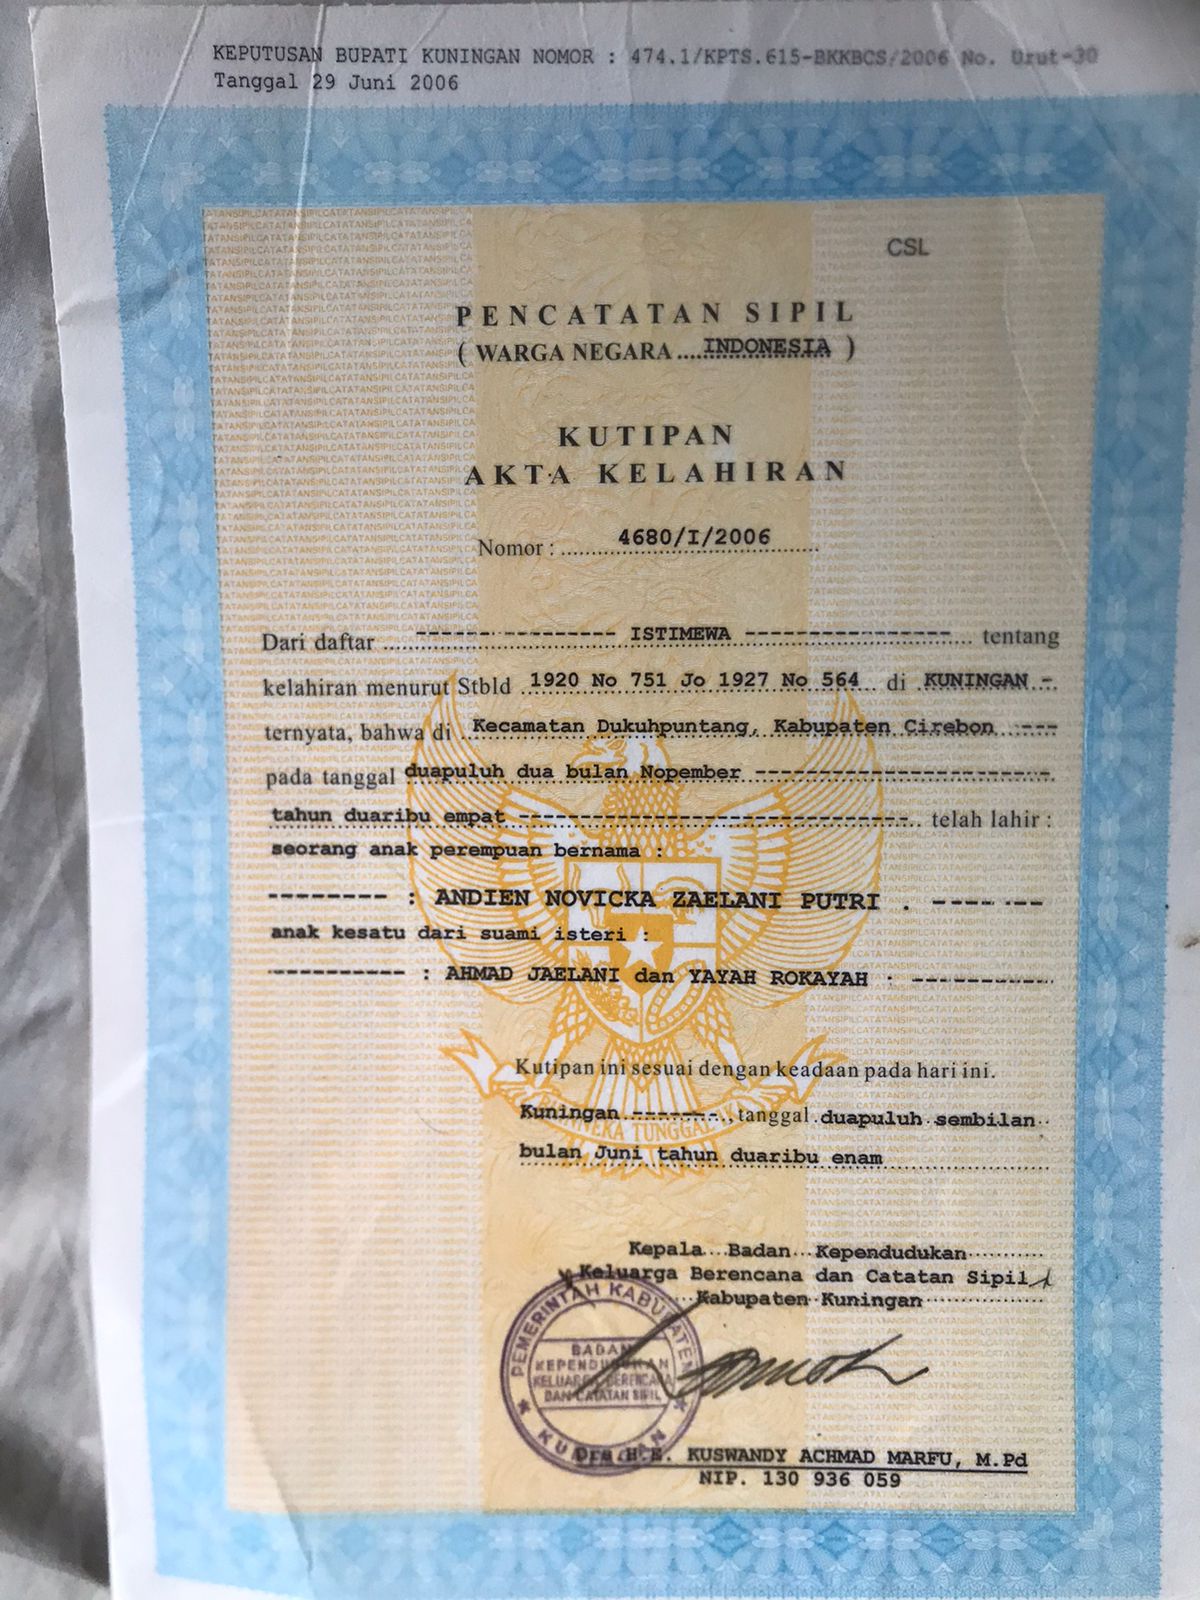 KEPUTUSAN BUPATI KUNINGAN NOMOR : 474.1/KPTS.615-BKKBCS/2006 No. Urut-30
Tanggal 29 Juni 2006
CSL
PENCATATAN SIPIL
( WARGA NEGARA ....INDONESIA )
KUTIPAN
AKTA KELAHIRAN
Nomor : 4680/I/2006
Dari daftar ---------------- ISTIMEWA ---------------- tentang
kelahiran menurut Stbld 1920 No 751 Jo 1927 No 564 di KUNINGAN -
ternyata, bahwa di Kecamatan Dukuhpuntang, Kabupaten Cirebon ---
pada tanggal duapuluh dua bulan Nopember ------------------------
tahun duaribu empat -------------------------------- telah lahir :
seorang anak perempuan bernama :
--------- : ANDIEN NOVICKA ZAELANI PUTRI . ---------
anak kesatu dari suami isteri :
----------- : AHMAD JAELANI dan YAYAH ROKAYAH : -----------
Kutipan ini sesuai dengan keadaan pada hari ini.
Kuningan -------, tanggal duapuluh sembilan
bulan Juni tahun duaribu enam
BHINNEKA TUNGGAL IKA
Kepala Badan Kependudukan
Keluarga Berencana dan Catatan Sipil
Kabupaten Kuningan
PEMERINTAH KABUPATEN
BADAN
KEPENDUDUKAN
KELUARGA BERENCANA
DAN CATATAN SIPIL
KUNINGAN
KUSWANDY ACHMAD MARFU, M.Pd
NIP. 130 936 059